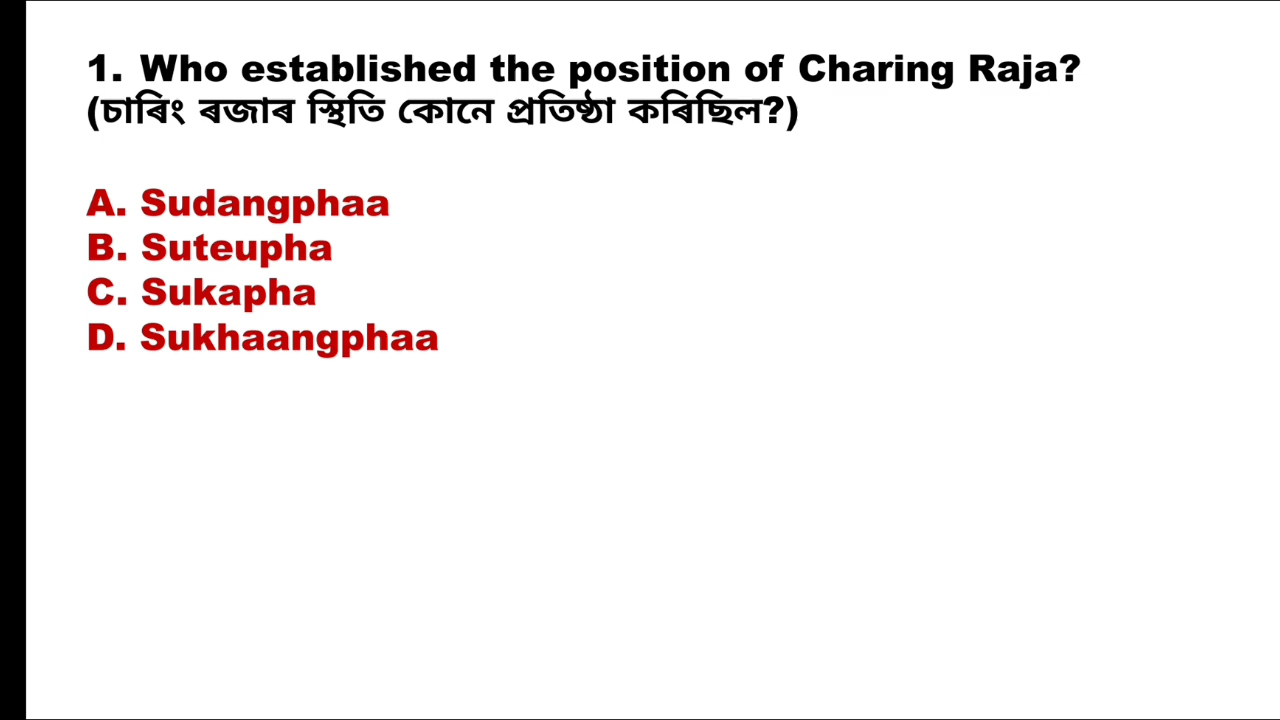 1. Who established the position of Charing Raja?
(চাৰিং ৰজাৰ স্থিতি কোনে প্ৰতিষ্ঠা কৰিছিল?)
A. Sudangphaa
B. Suteupha
C. Sukapha
D. Sukhaangphaa